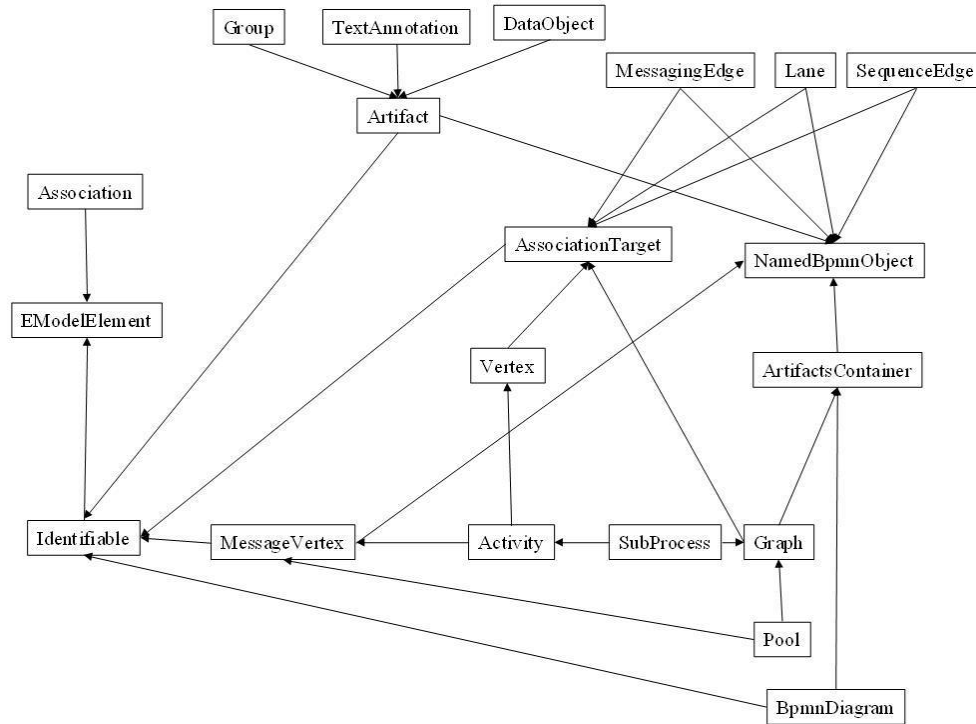 Group
TextAnnotation
DataObject
MessagingEdge
Lane
SequenceEdge
Artifact
Association
AssociationTarget
NamedBpmnObject
EModelElement
Vertex
ArtifactsContainer
Identifiable
MessageVertex
Activity
SubProcess
Graph
Pool
BpmnDiagram